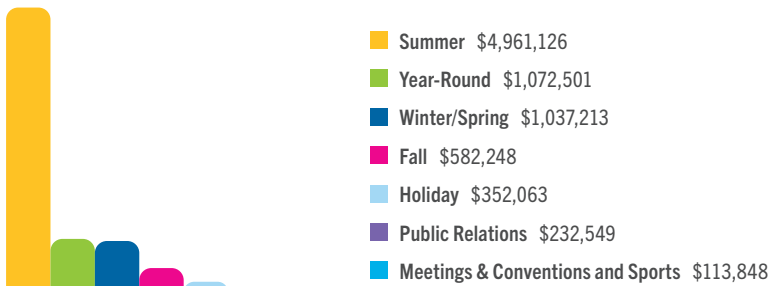 Summer $4,961,126
Year-Round $1,072,501
Winter/Spring $1,037,213
Fall $582,248
Holiday $352,063
Public Relations $232,549
Meetings & Conventions and Sports $113,848